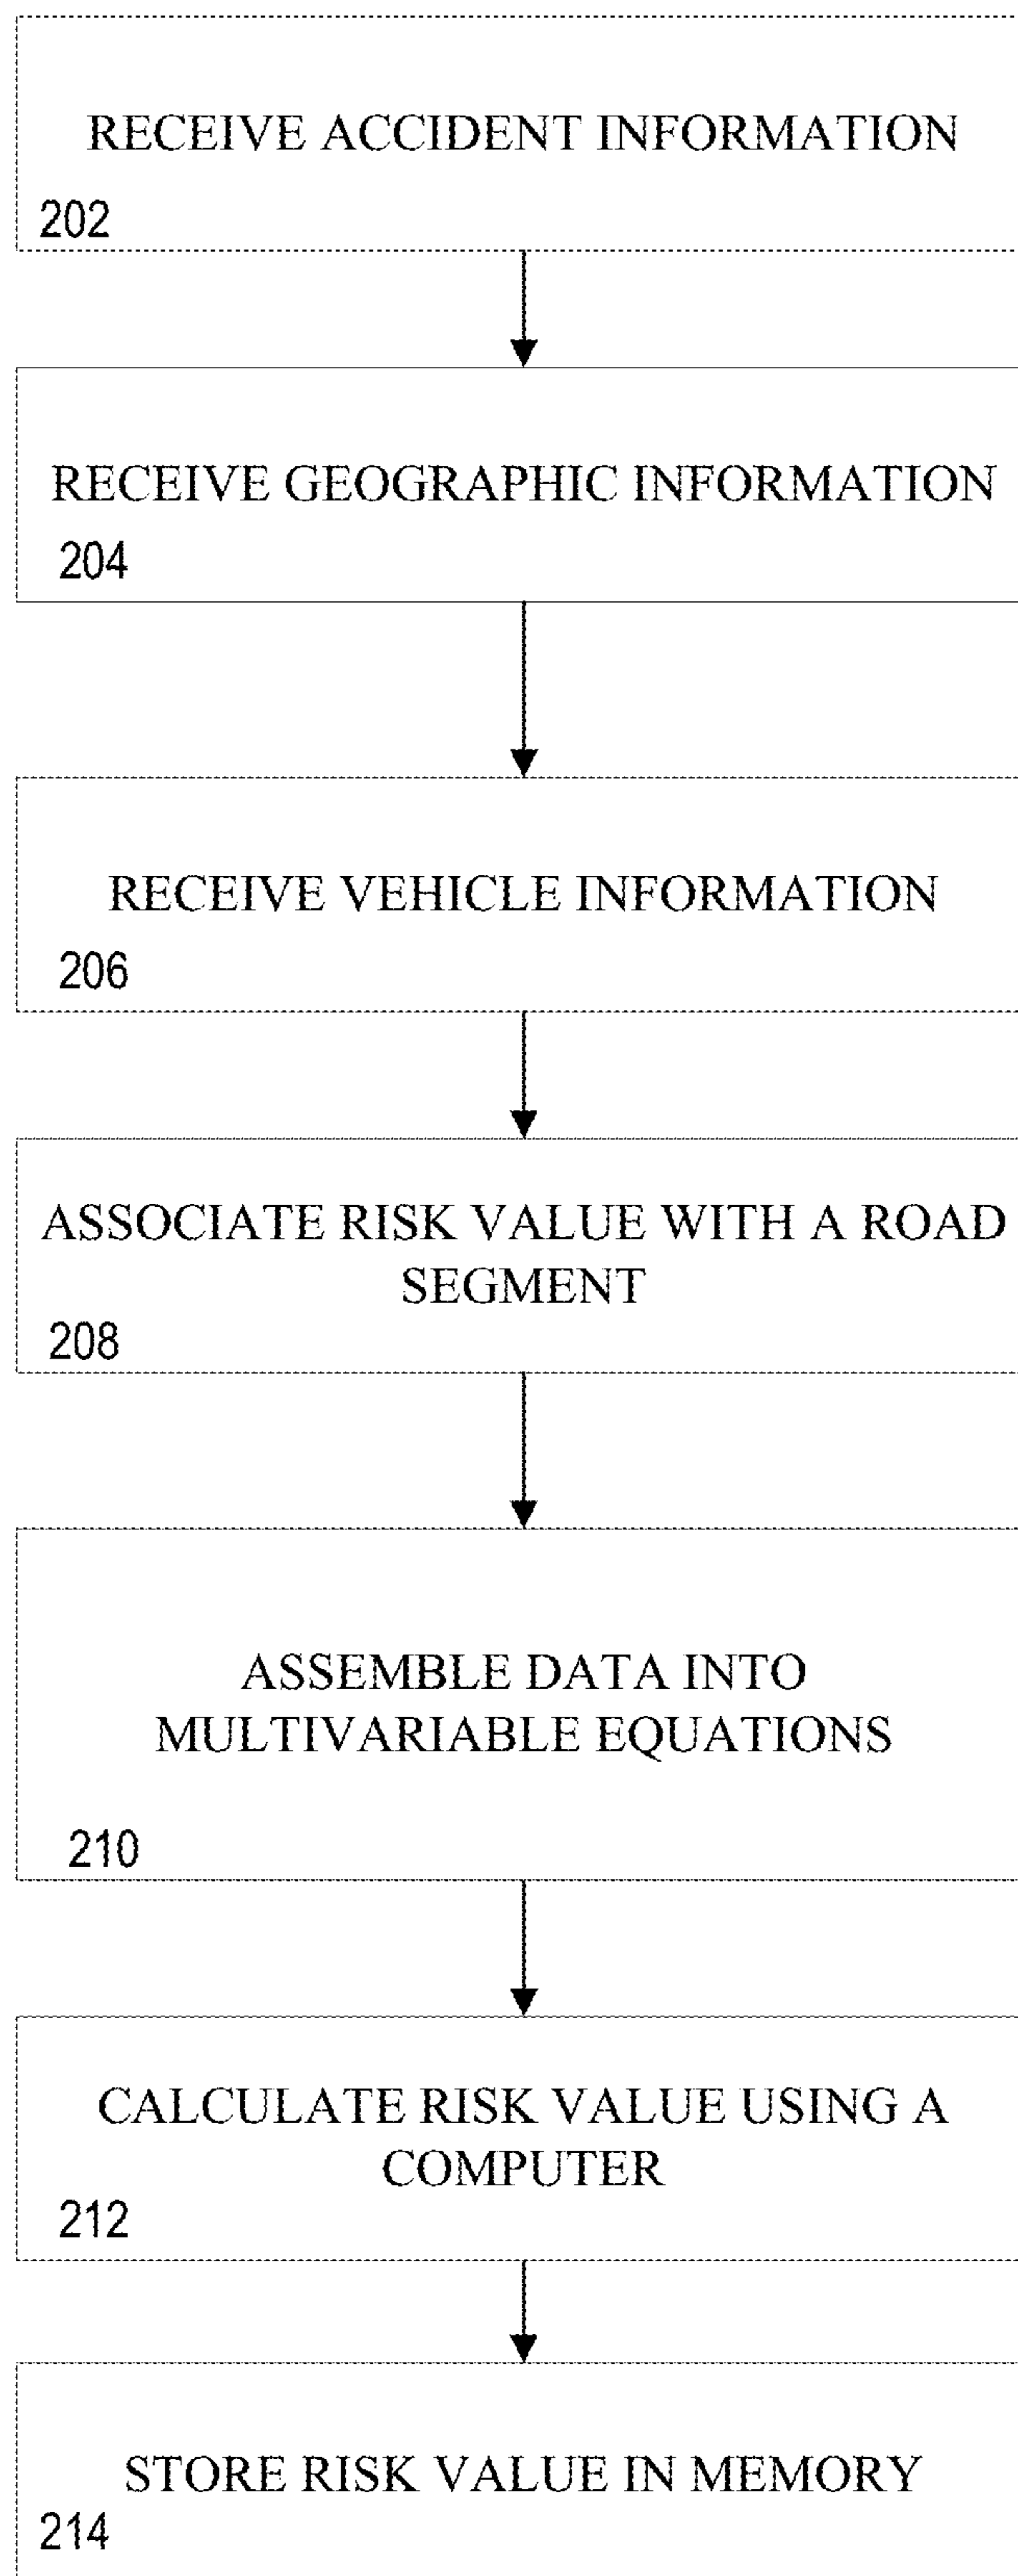 RECEIVE ACCIDENT INFORMATION
202
RECEIVE GEOGRAPHIC INFORMATION
204
RECEIVE VEHICLE INFORMATION
206
ASSOCIATE RISK VALUE WITH A ROAD
SEGMENT
208
ASSEMBLE DATA INTO
MULTIVARIABLE EQUATIONS
210
CALCULATE RISK VALUE USING A
COMPUTER
212
STORE RISK VALUE IN MEMORY
214